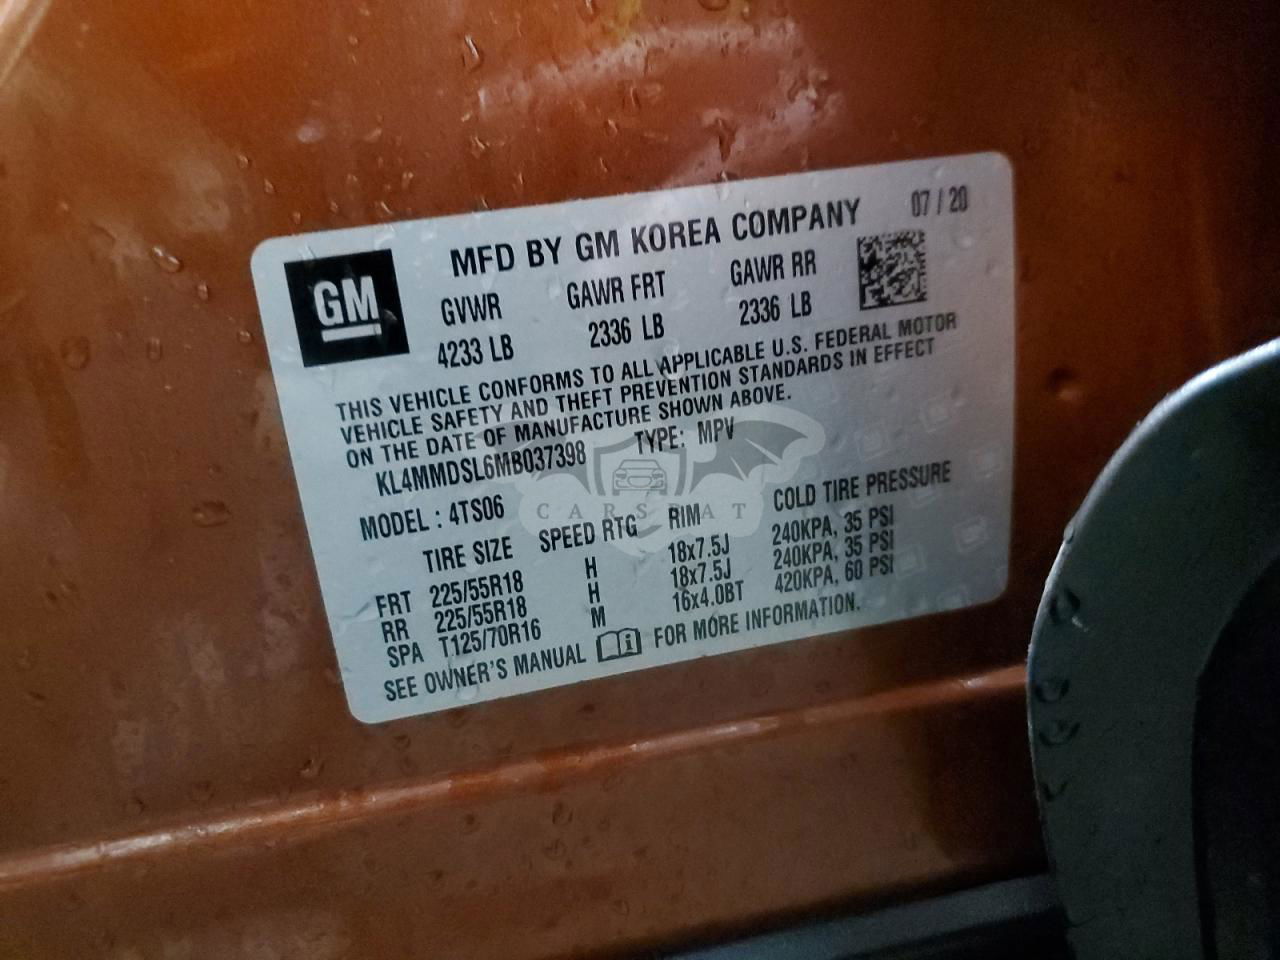 GM
MFD BY GM KOREA COMPANY 07 / 20
GVWR GAWR FRT GAWR RR
4233 LB 2336 LB 2336 LB
THIS VEHICLE CONFORMS TO ALL APPLICABLE U.S. FEDERAL MOTOR
VEHICLE SAFETY AND THEFT PREVENTION STANDARDS IN EFFECT
ON THE DATE OF MANUFACTURE SHOWN ABOVE.
KL4MMDSL6MB037398 TYPE: MPV
CARSBAT
MODEL : 4TS06
TIRE SIZE SPEED RTG RIM COLD TIRE PRESSURE
FRT 225/55R18 H 18x7.5J 240KPA, 35 PSI
RR 225/55R18 H 18x7.5J 240KPA, 35 PSI
SPA T125/70R16 M 16x4.0BT 420KPA, 60 PSI
SEE OWNER'S MANUAL FOR MORE INFORMATION.